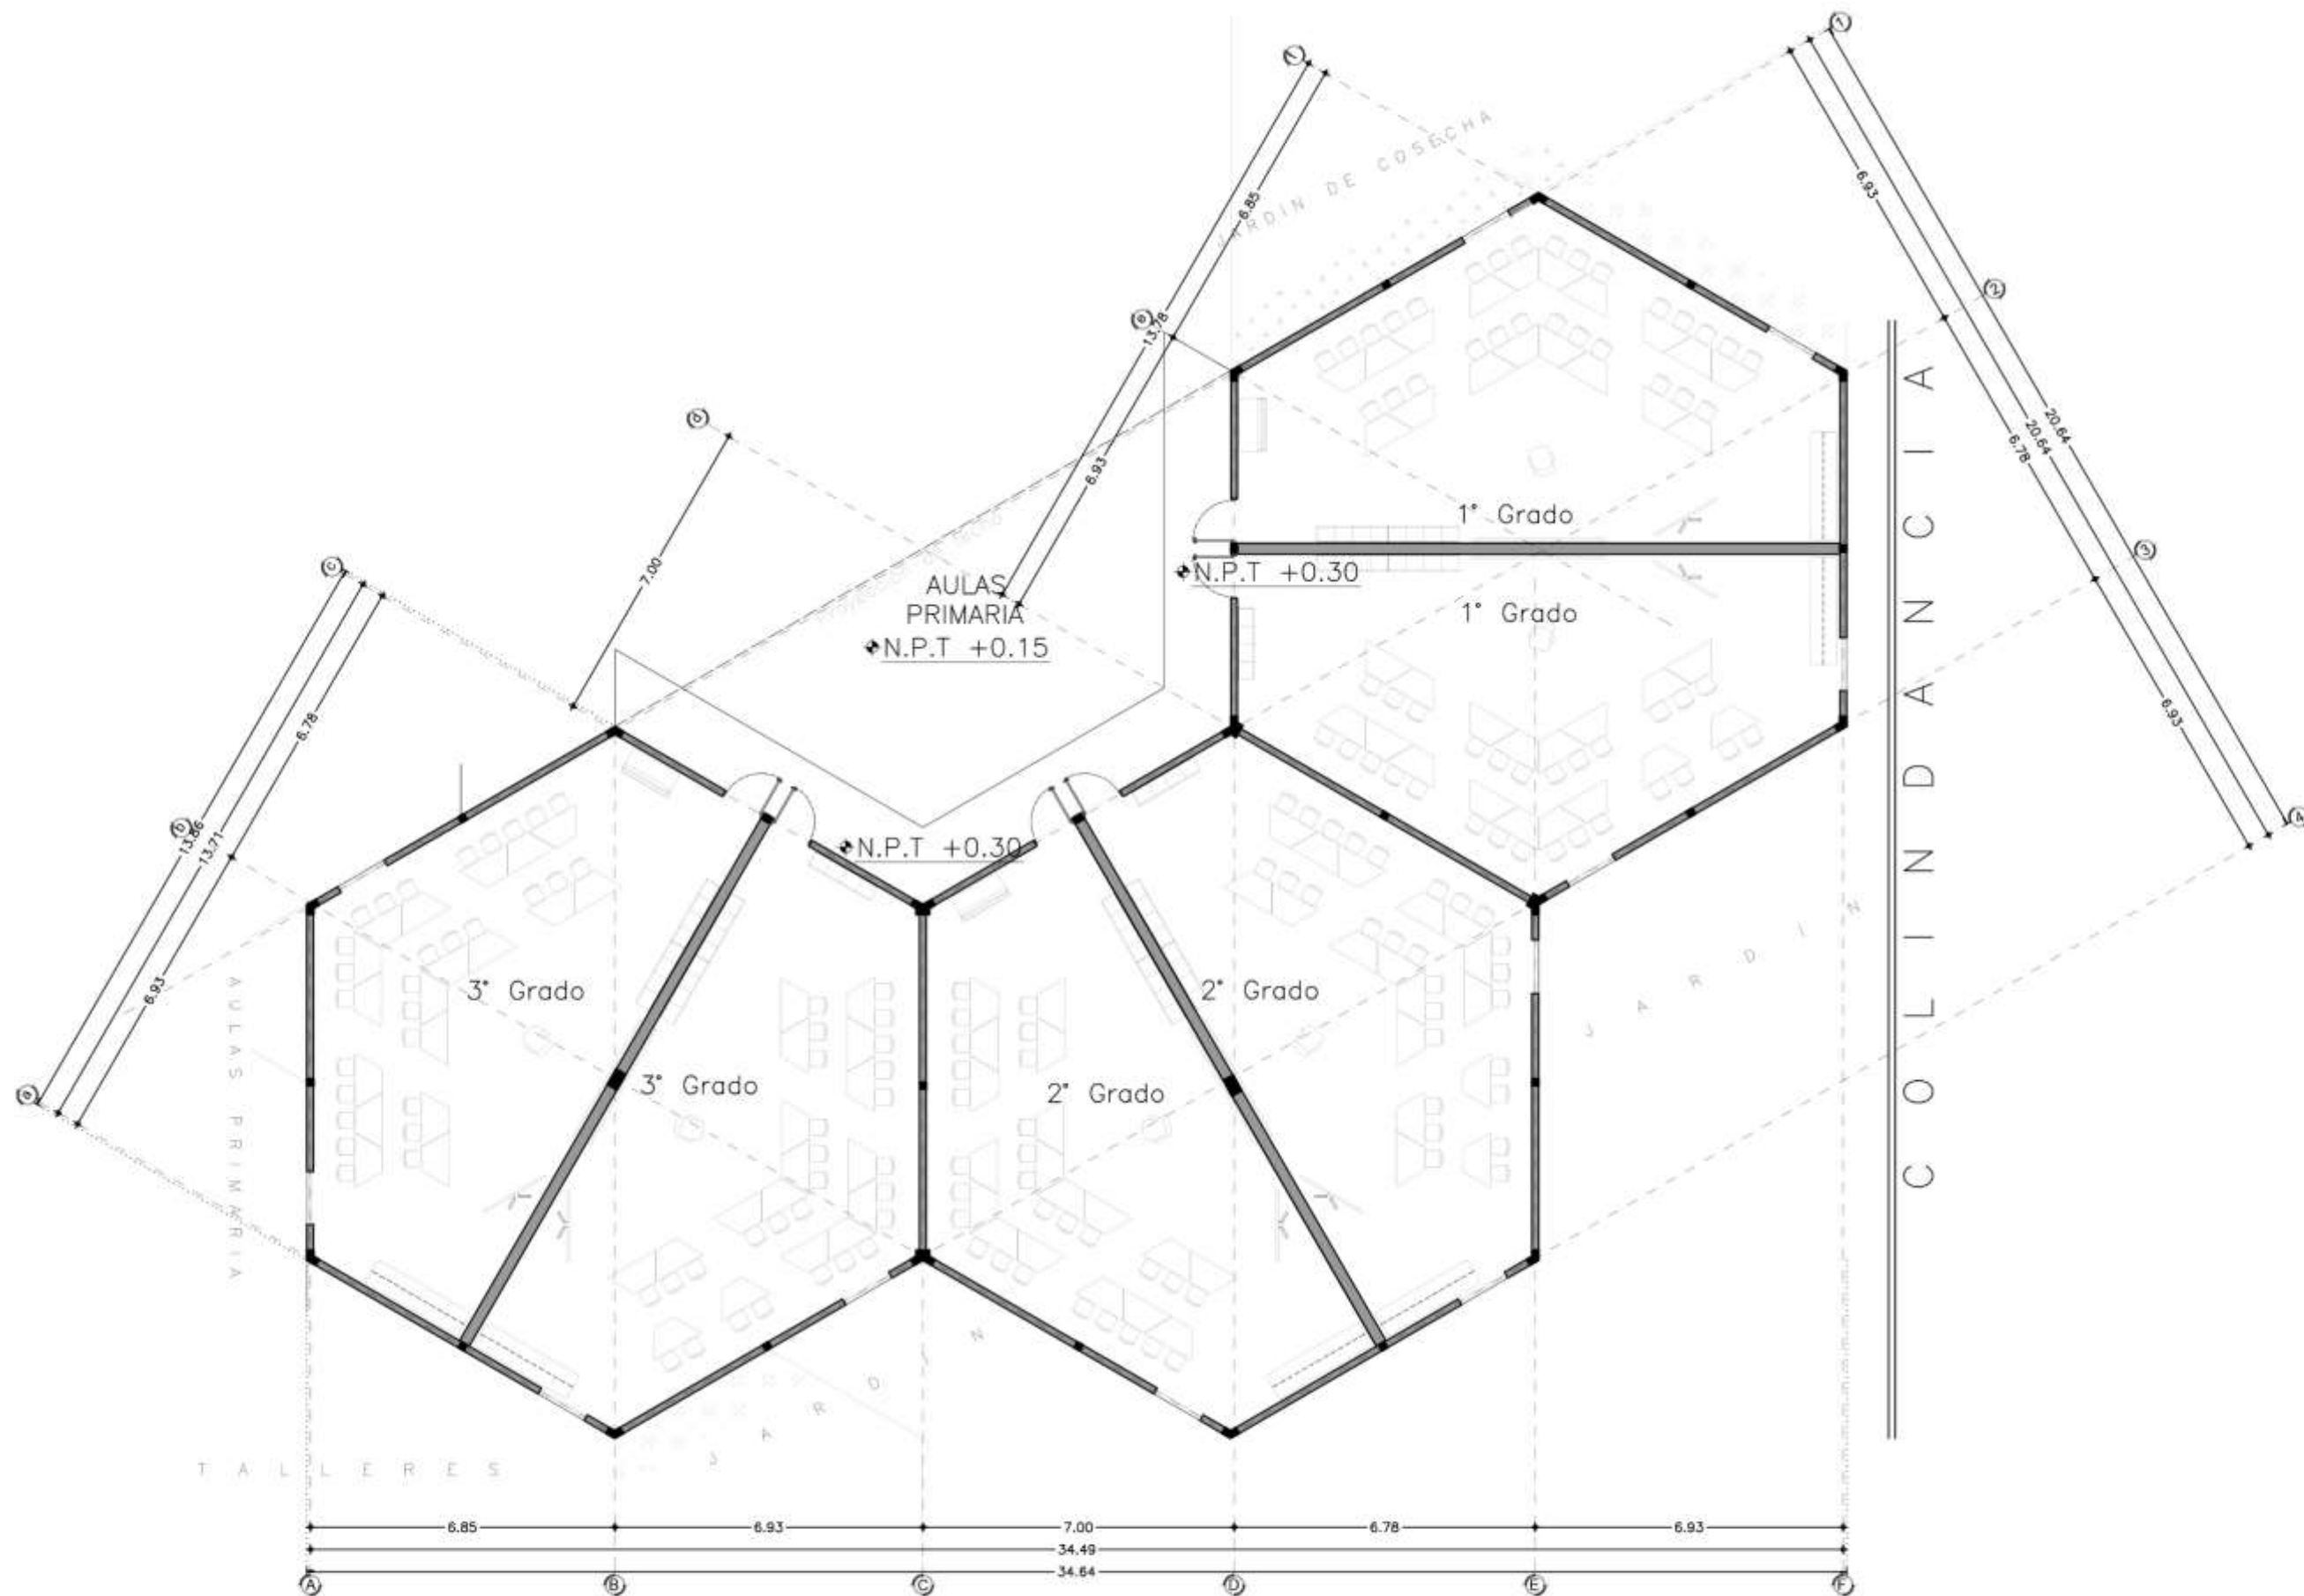 1
f
JARDIN DE COSECHA
6.93
6.85
2
e
13.78
COLINDANCIA
d
20.64
20.64
6.78
6.93
1° Grado
3
c
7.00
N.P.T +0.30
AULAS
PRIMARIA
1° Grado
N.P.T +0.15
6.78
6.93
4
b
13.86
13.71
N.P.T +0.30
JARDIN
6.93
3° Grado
2° Grado
AULAS PRIMARIA
3° Grado
2° Grado
a
JARDIN
TALLERES
6.85
6.93
7.00
6.78
6.93
34.49
34.64
A
B
C
D
E
F